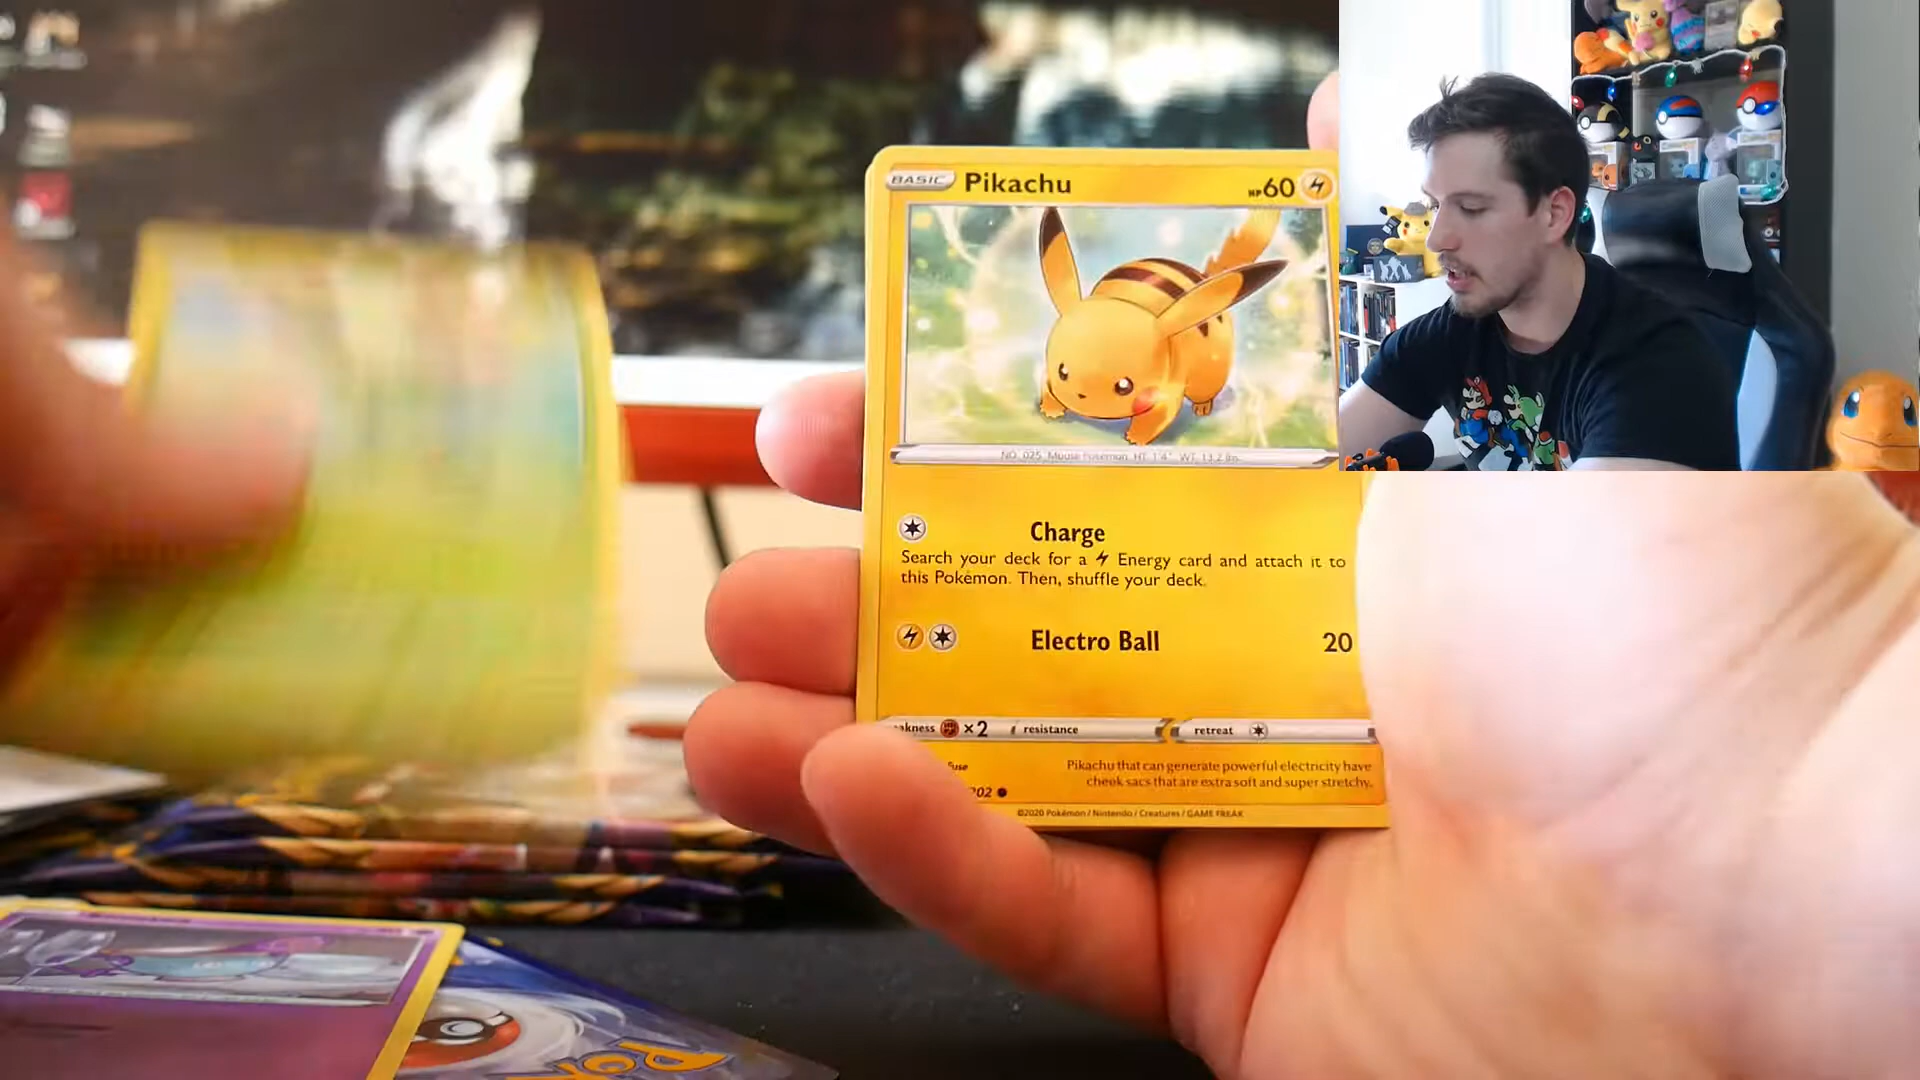 BASIC Pikachu HP60
NO. 025 Mouse Pokémon HT: 1'4" WT: 13.2 lbs.
Charge
Search your deck for a Energy card and attach it to
this Pokémon. Then, shuffle your deck.
Electro Ball 20
akness ×2 resistance retreat
Pikachu that can generate powerful electricity have
cheek sacs that are extra soft and super stretchy.
202
©2020 Pokémon / Nintendo / Creatures / GAME FREAK